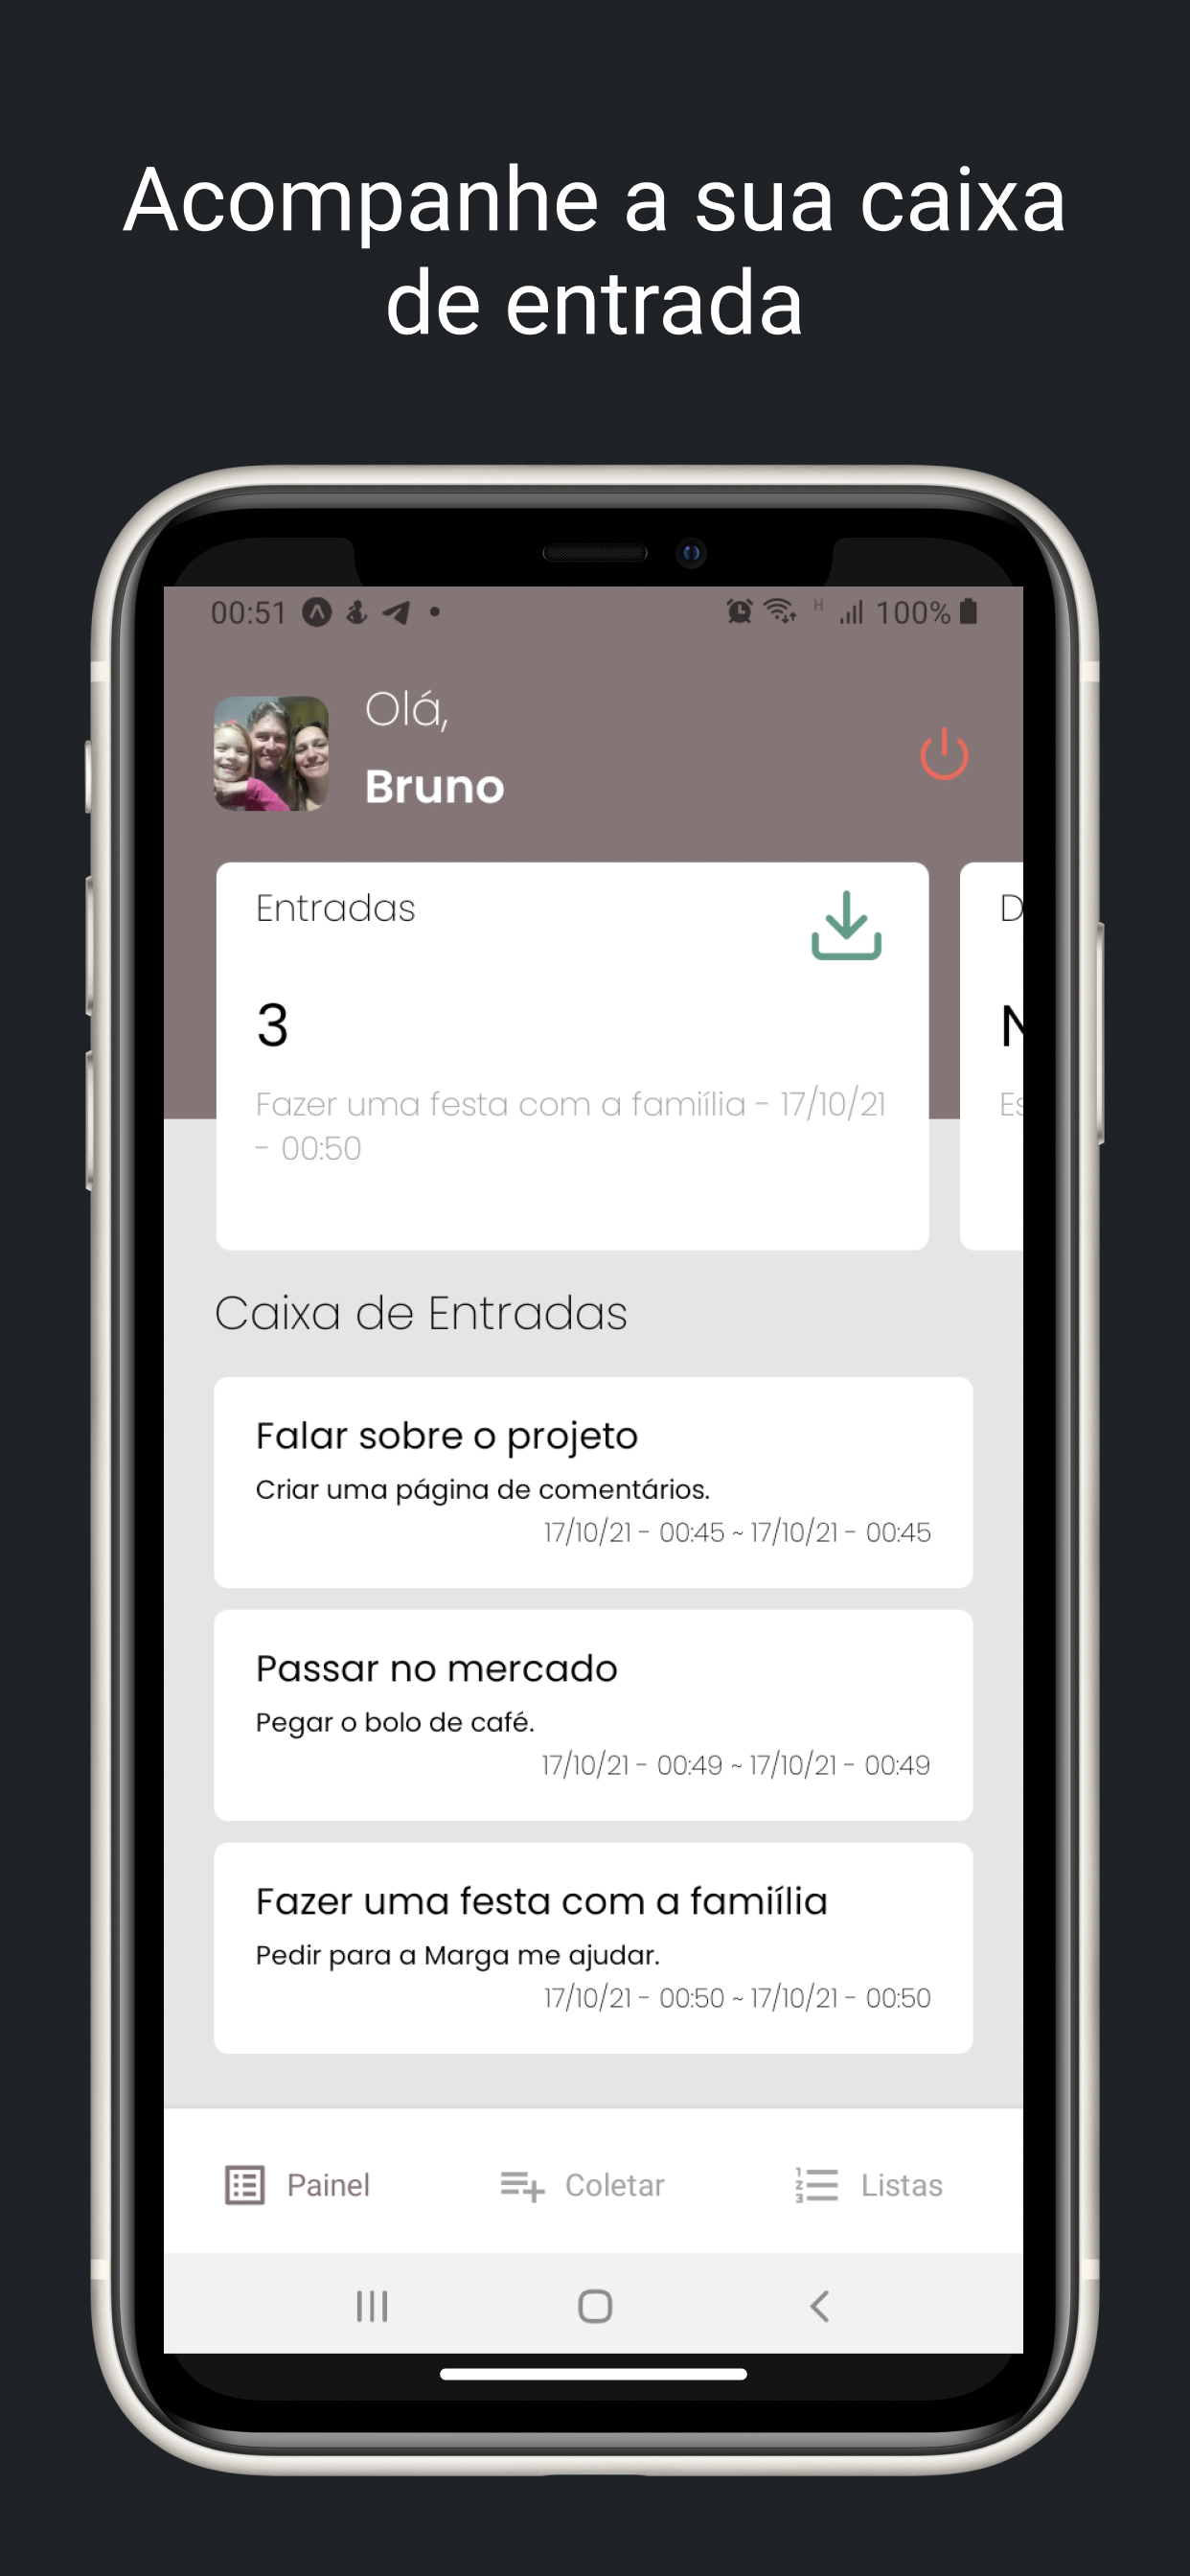 Acompanhe a sua caixa
de entrada
00:51
H
100%
Olá,
Bruno
Entradas
D
3
N
Fazer uma festa com a famiília - 17/10/21
Es
- 00:50
Caixa de Entradas
Falar sobre o projeto
Criar uma página de comentários.
17/10/21 - 00:45 ~ 17/10/21 - 00:45
Passar no mercado
Pegar o bolo de café.
17/10/21 - 00:49 ~ 17/10/21 - 00:49
Fazer uma festa com a famiília
Pedir para a Marga me ajudar.
17/10/21 - 00:50 ~ 17/10/21 - 00:50
Painel
Coletar
Listas